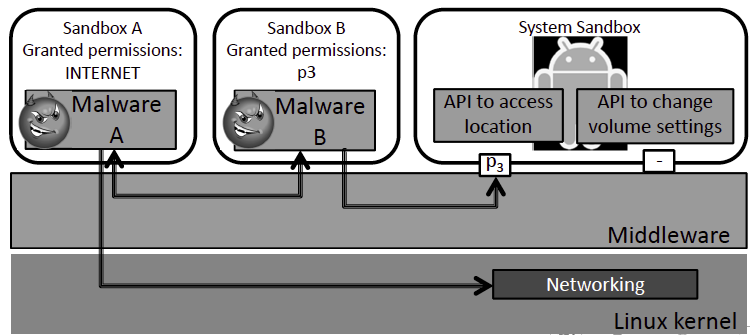 Sandbox A
Granted permissions:
INTERNET
Malware
A
Sandbox B
Granted permissions:
p3
Malware
B
System Sandbox
API to access
location
API to change
volume settings
p3
-
Middleware
Networking
Linux kernel